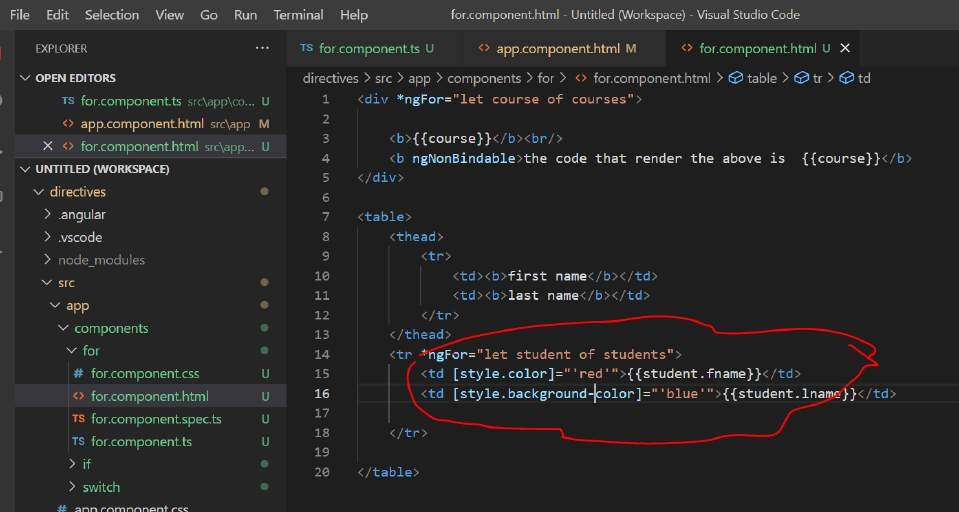 File Edit Selection View Go Run Terminal Help for.component.html - Untitled (Workspace) - Visual Studio Code
EXPLORER ...
TS for.component.ts U <> app.component.html M <> for.component.html U ×
OPEN EDITORS
directives > src > app > components > for > <> for.component.html > table > tr > td
TS for.component.ts src\app\co... U
<> app.component.html src\app M
× <> for.component.html src\app... U
UNTITLED (WORKSPACE)
directives
.angular
.vscode
node_modules
src
app
components
for
# for.component.css U
<> for.component.html U
TS for.component.spec.ts U
TS for.component.ts U
if
switch
# app.component.css
1 <div *ngFor="let course of courses">
2
3 <b>{{course}}</b><br/>
4 <b ngNonBindable>the code that render the above is  {{course}}</b>
5 </div>
6
7 <table>
8 <thead>
9 <tr>
10 <td><b>first name</b></td>
11 <td><b>last name</b></td>
12 </tr>
13 </thead>
14 <tr *ngFor="let student of students">
15 <td [style.color]="'red'">{{student.fname}}</td>
16 <td [style.background-color]="'blue'">{{student.lname}}</td>
17
18 </tr>
19
20 </table>